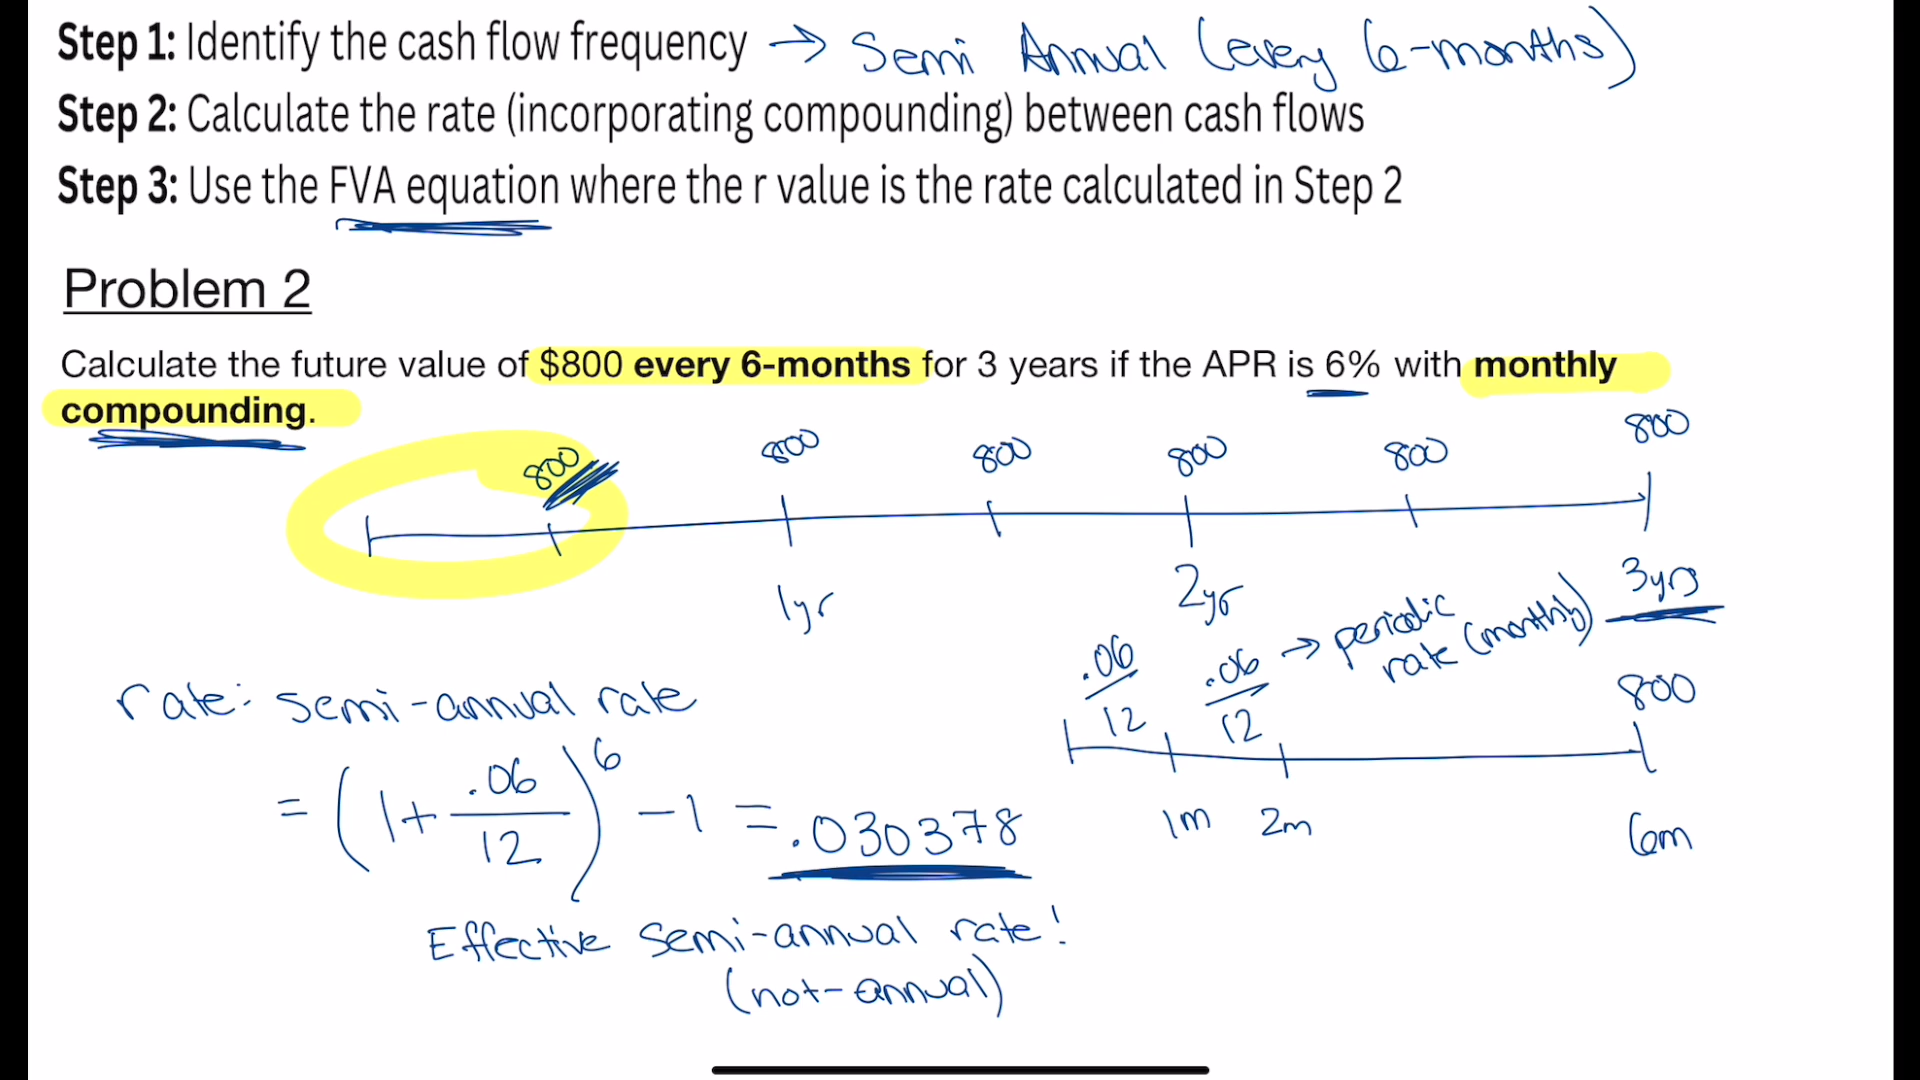 Step 1: Identify the cash flow frequency → Semi Annual (every 6-months)
Step 2: Calculate the rate (incorporating compounding) between cash flows
Step 3: Use the FVA equation where the r value is the rate calculated in Step 2
Problem 2
Calculate the future value of $800 every 6-months for 3 years if the APR is 6% with monthly
compounding.
800 800 800 800 800 800
1yr 2yr 3yrs
rate: semi-annual rate
= (1+ .06/12)^6 -1 = .030378
Effective semi-annual rate!
(not-annual)
.06/12 .06/12 → periodic
rate (monthly)
800
1m 2m 6m